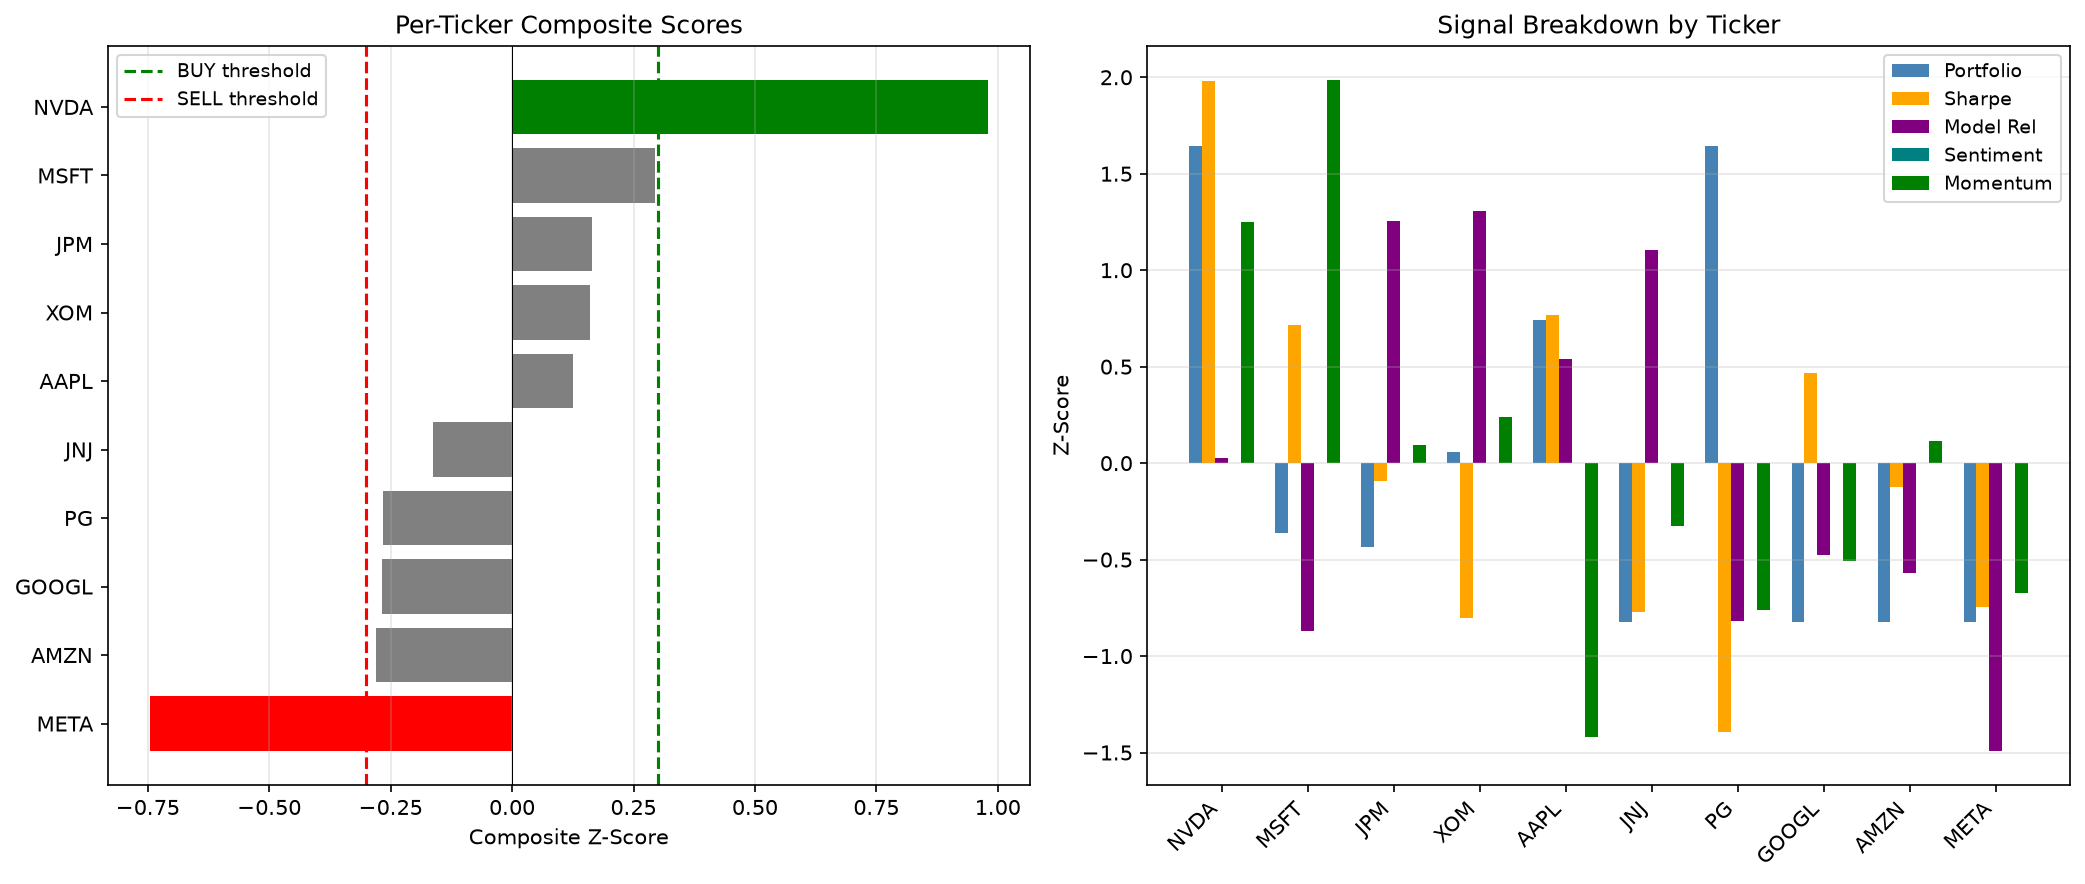 Per-Ticker Composite Scores
BUY threshold
SELL threshold
NVDA
MSFT
JPM
XOM
AAPL
JNJ
PG
GOOGL
AMZN
META
−0.75
−0.50
−0.25
0.00
0.25
0.50
0.75
1.00
Composite Z-Score
Signal Breakdown by Ticker
Portfolio
Sharpe
Model Rel
Sentiment
Momentum
2.0
1.5
1.0
0.5
0.0
−0.5
−1.0
−1.5
Z-Score
NVDA
MSFT
JPM
XOM
AAPL
JNJ
PG
GOOGL
AMZN
META